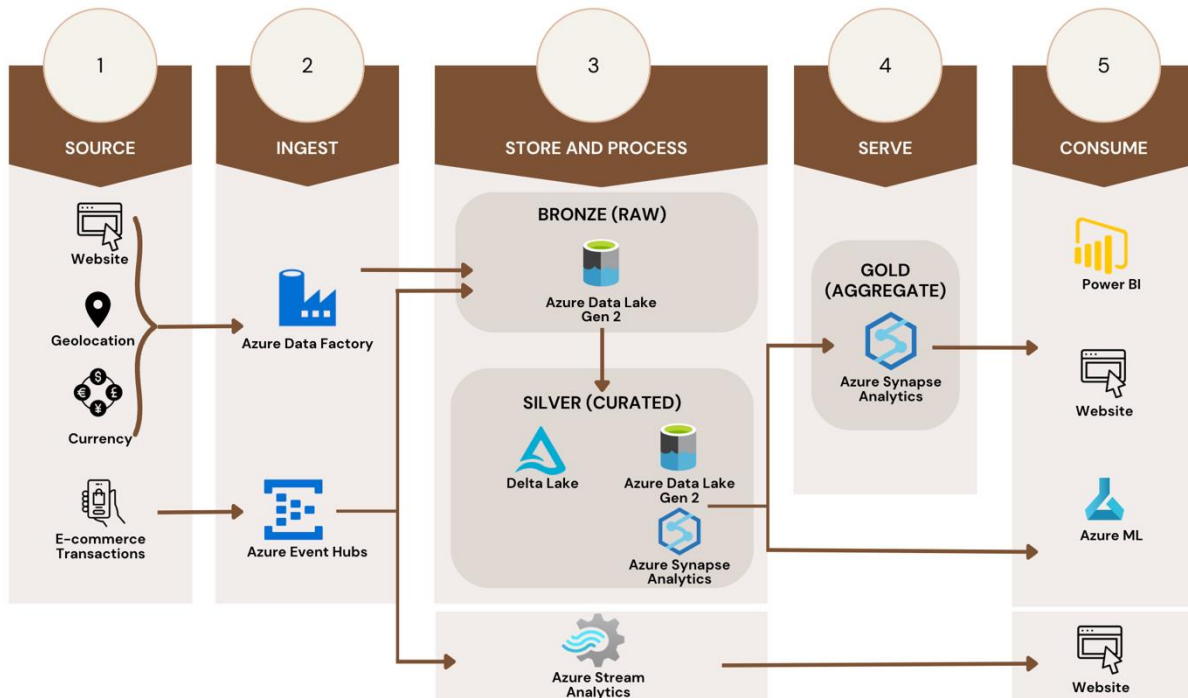 1
SOURCE
Website
Geolocation
$
€
£
¥
Currency
E-commerce
Transactions
2
INGEST
Azure Data Factory
Azure Event Hubs
3
STORE AND PROCESS
BRONZE (RAW)
Azure Data Lake
Gen 2
SILVER (CURATED)
Delta Lake
Azure Data Lake
Gen 2
Azure Synapse
Analytics
Azure Stream
Analytics
4
SERVE
GOLD
(AGGREGATE)
Azure Synapse
Analytics
5
CONSUME
Power BI
Website
Azure ML
Website